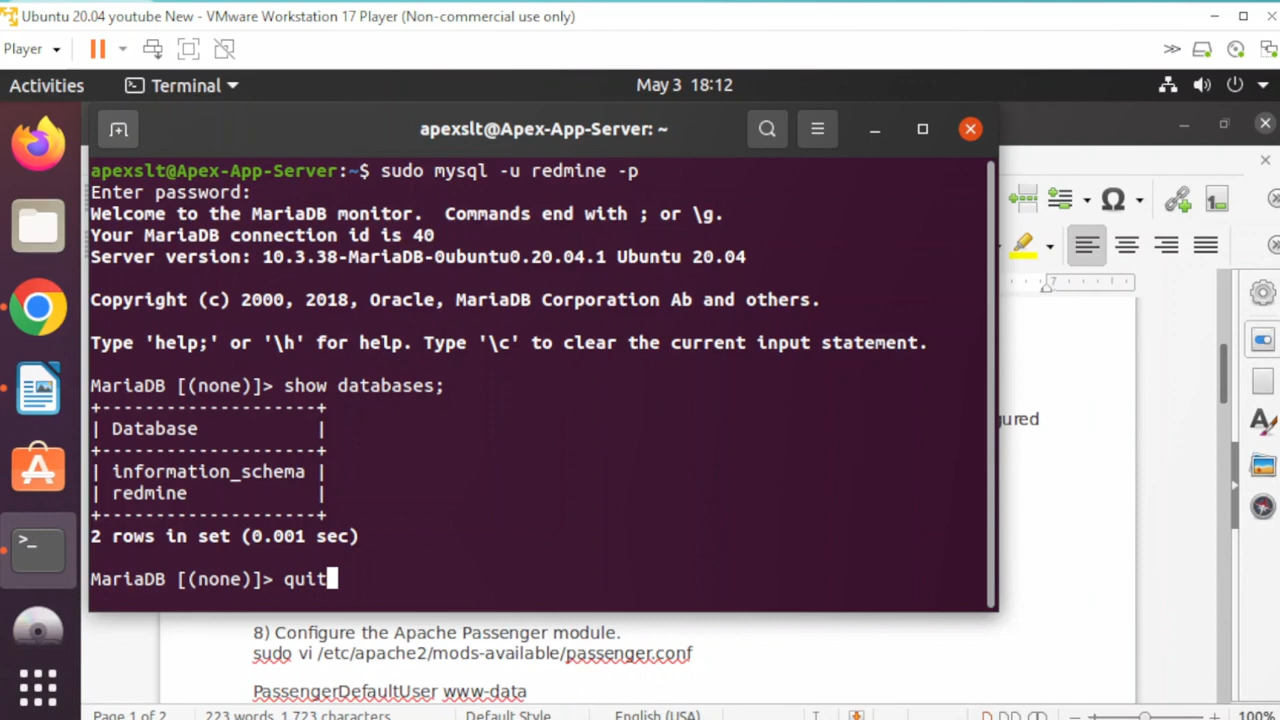 Ubuntu 20.04 youtube New - VMware Workstation 17 Player (Non-commercial use only)
Player
Activities
Terminal
May 3 18:12
apexslt@Apex-App-Server: ~
apexslt@Apex-App-Server:~$ sudo mysql -u redmine -p
Enter password:
Welcome to the MariaDB monitor.  Commands end with ; or \g.
Your MariaDB connection id is 40
Server version: 10.3.38-MariaDB-0ubuntu0.20.04.1 Ubuntu 20.04
Copyright (c) 2000, 2018, Oracle, MariaDB Corporation Ab and others.
Type 'help;' or '\h' for help. Type '\c' to clear the current input statement.
MariaDB [(none)]> show databases;
+--------------------+
| Database           |
+--------------------+
| information_schema |
| redmine            |
+--------------------+
2 rows in set (0.001 sec)
MariaDB [(none)]> quit
7
gured
8) Configure the Apache Passenger module.
sudo vi /etc/apache2/mods-available/passenger.conf
PassengerDefaultUser www-data
Page 1 of 2
223 words, 1,723 characters
Default Style
English (USA)
100%